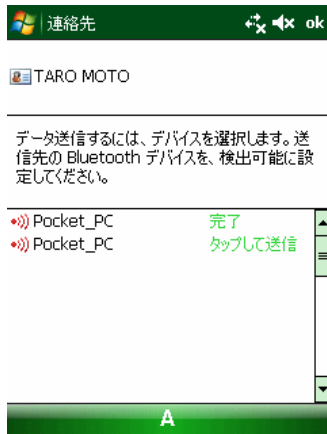 連絡先 ok
TARO MOTO
データ送信するには、デバイスを選択します。送
信先の Bluetooth デバイスを、検出可能に設
定してください。
Pocket_PC 完了
Pocket_PC タップして送信
A